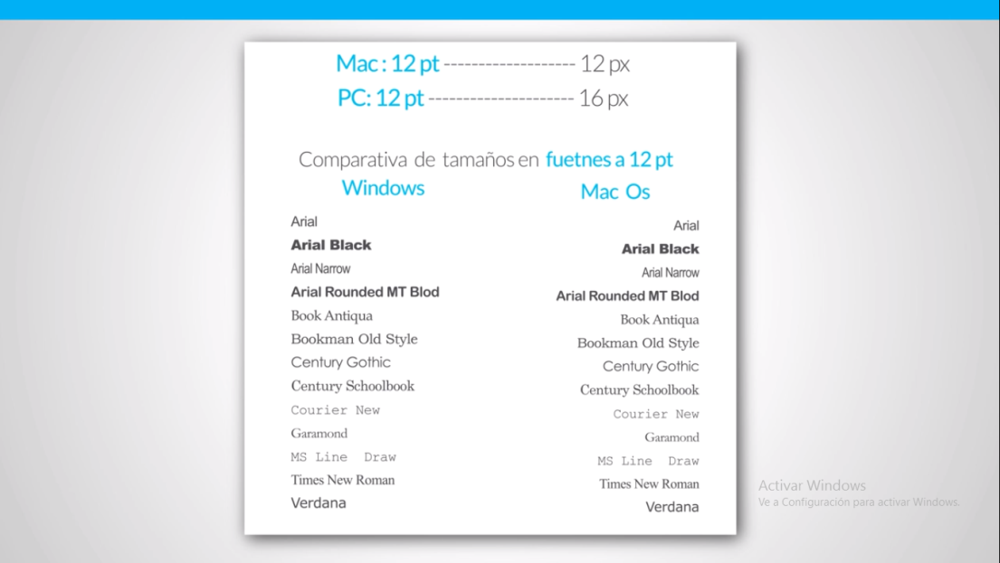 Mac : 12 pt ------------------- 12 px
PC: 12 pt --------------------- 16 px
Comparativa de tamaños en fuetnes a 12 pt
Windows
Arial
Arial Black
Arial Narrow
Arial Rounded MT Blod
Book Antiqua
Bookman Old Style
Century Gothic
Century Schoolbook
Courier New
Garamond
MS Line Draw
Times New Roman
Verdana
Mac Os
Arial
Arial Black
Arial Narrow
Arial Rounded MT Blod
Book Antiqua
Bookman Old Style
Century Gothic
Century Schoolbook
Courier New
Garamond
MS Line Draw
Times New Roman
Verdana
Activar Windows
Ve a Configuración para activar Windows.